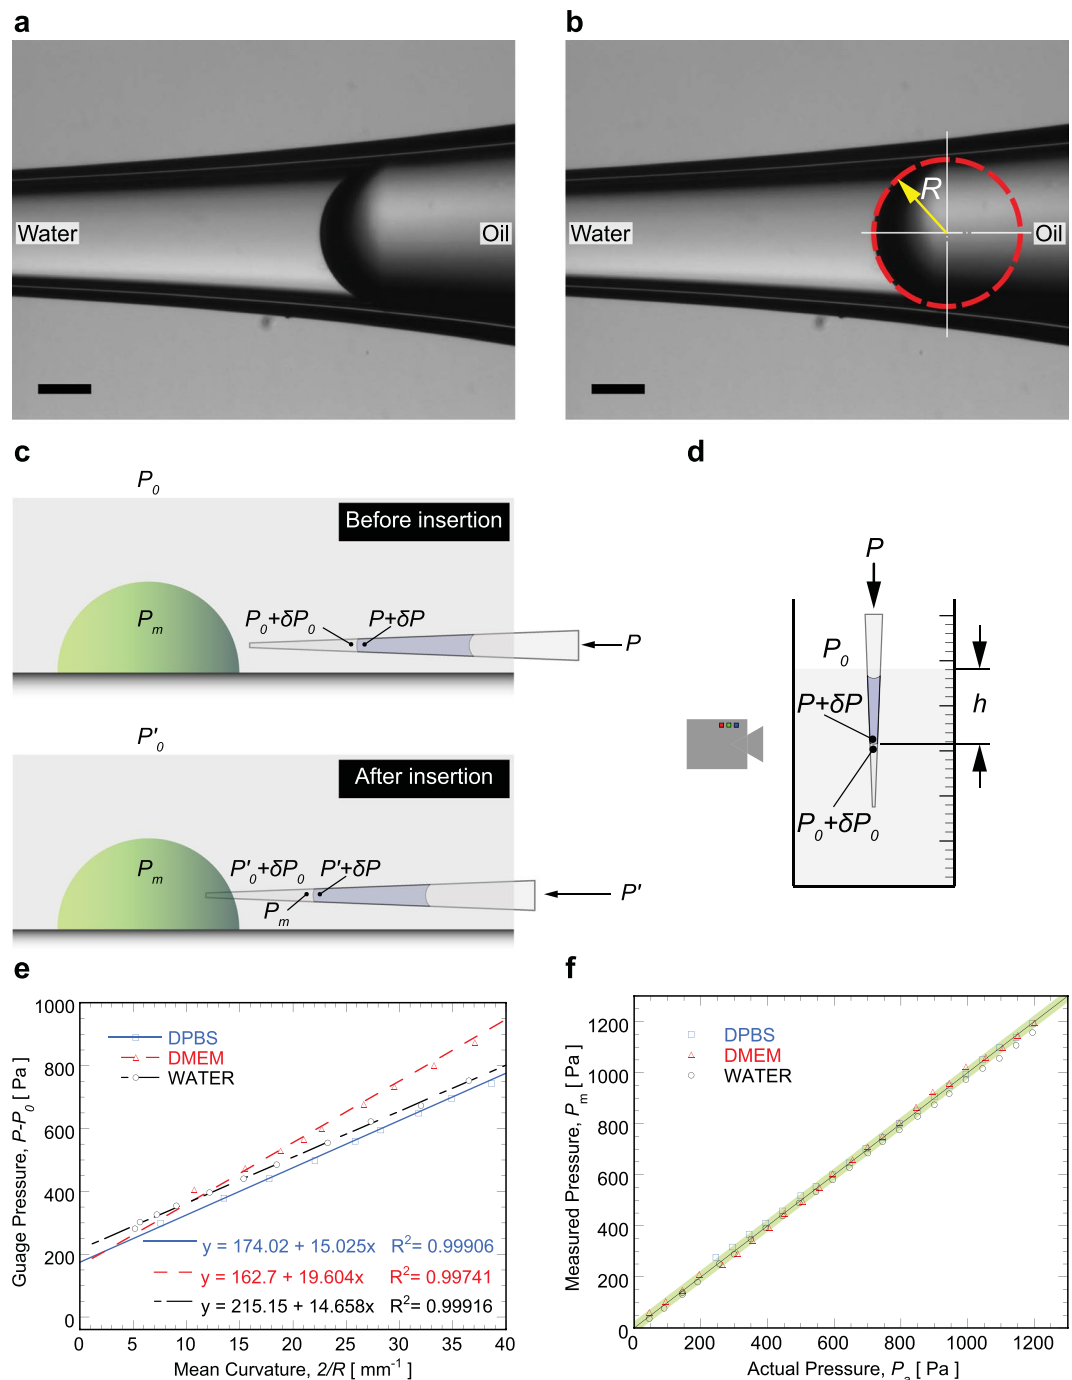 a
b
Water
Oil
Water
R
Oil
c
d
P0
Before insertion
Pm
P0+δP0
P+δP
P
P'0
After insertion
Pm
P'0+δP0
P'+δP
Pm
P'
P
P0
P+δP
h
P0+δP0
e
f
1000
800
600
400
200
0
Guage Pressure, P-P0 [ Pa ]
DPBS
DMEM
WATER
y = 174.02 + 15.025x R2= 0.99906
y = 162.7 + 19.604x R2= 0.99741
y = 215.15 + 14.658x R2= 0.99916
0 5 10 15 20 25 30 35 40
Mean Curvature, 2/R [ mm-1 ]
1200
1000
800
600
400
200
0
Measured Pressure, Pm [ Pa ]
DPBS
DMEM
WATER
0 200 400 600 800 1000 1200
Actual Pressure, Pa [ Pa ]